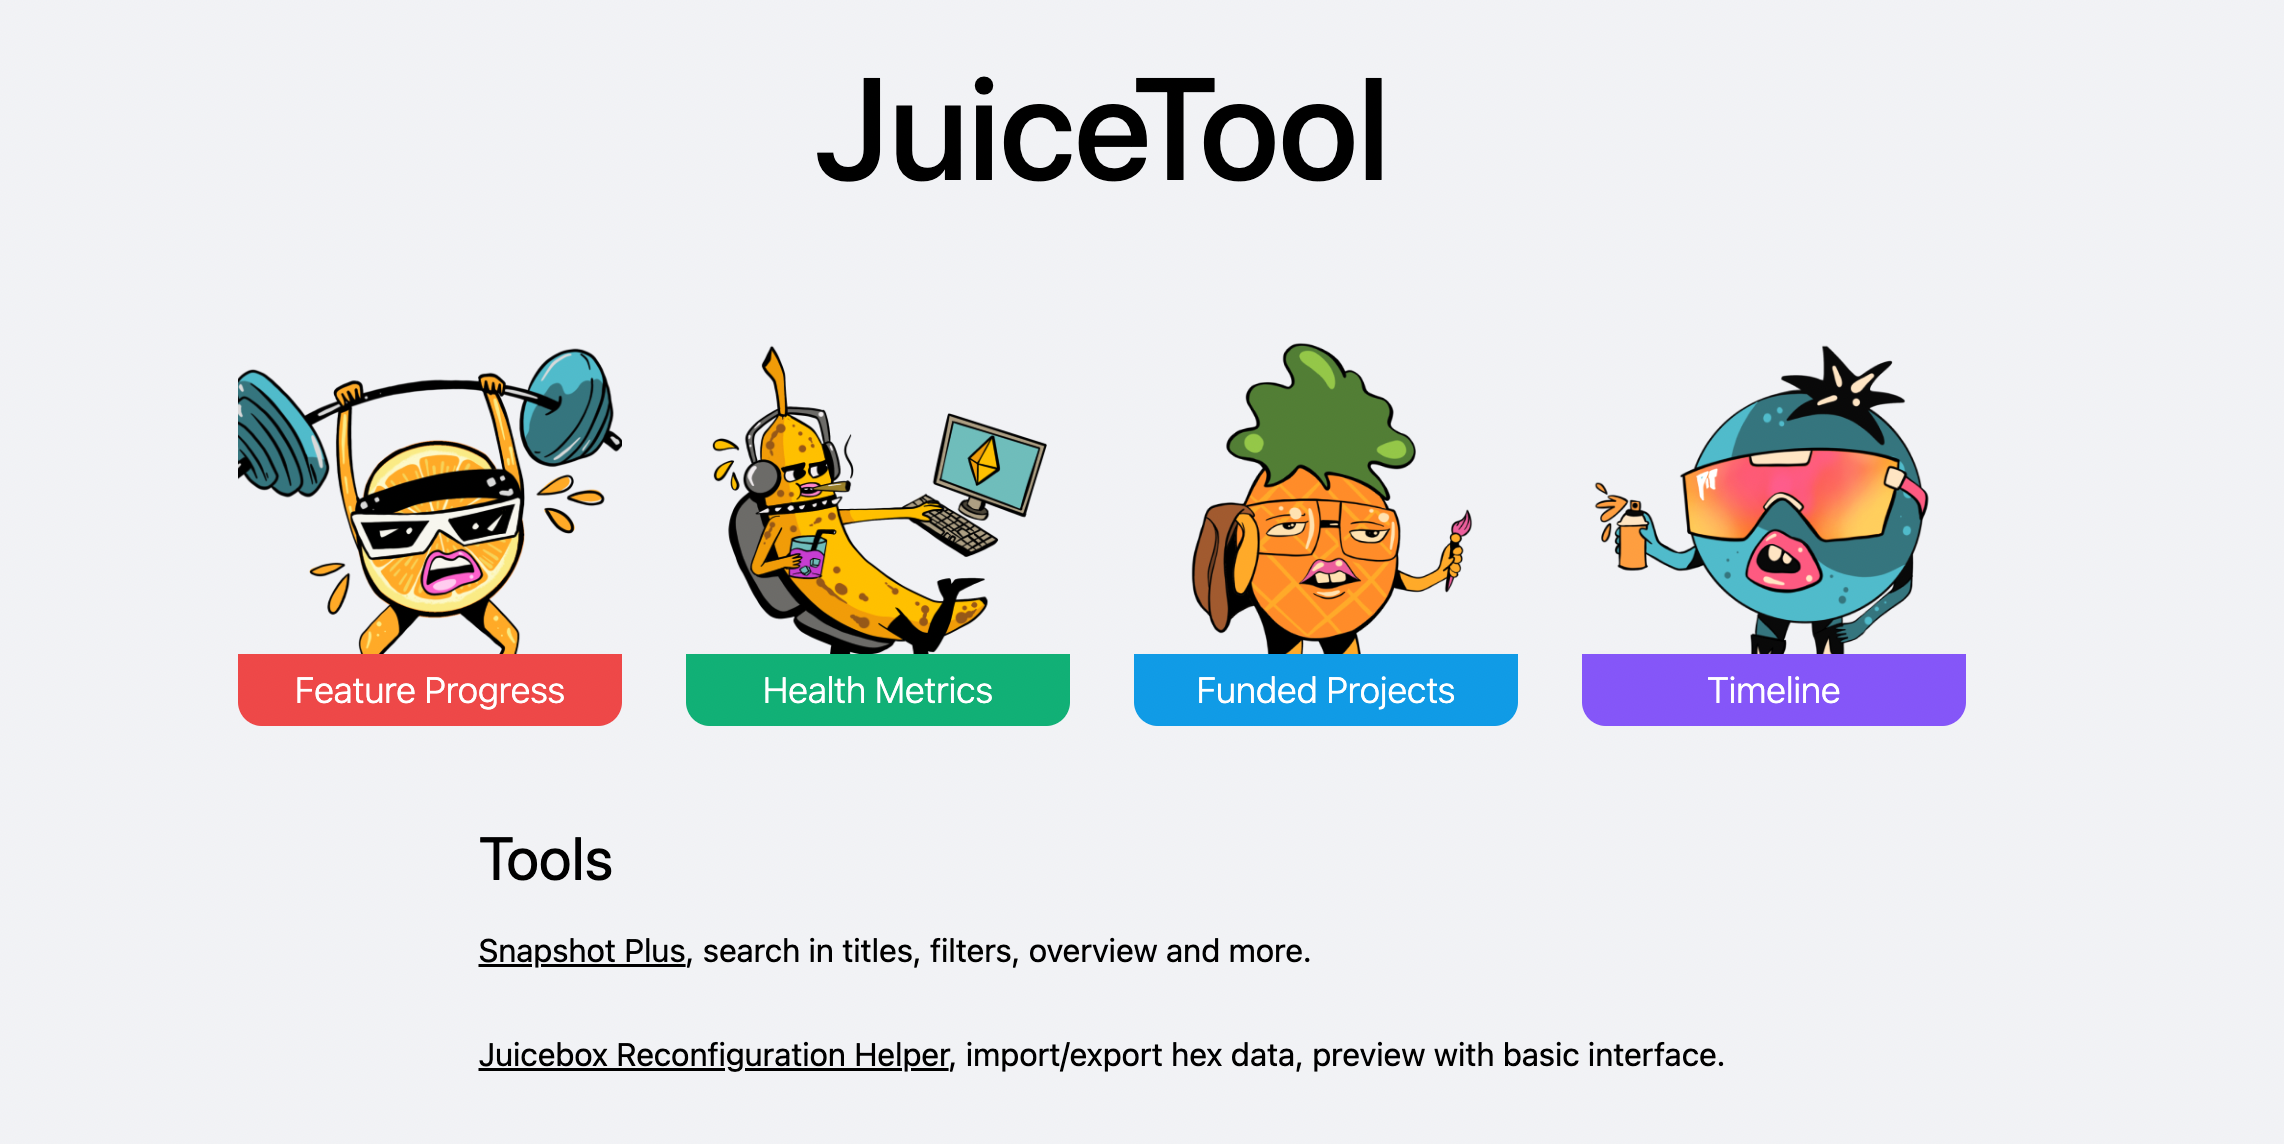 JuiceTool
Feature Progress
Health Metrics
Funded Projects
Timeline
Tools
Snapshot Plus, search in titles, filters, overview and more.
Juicebox Reconfiguration Helper, import/export hex data, preview with basic interface.